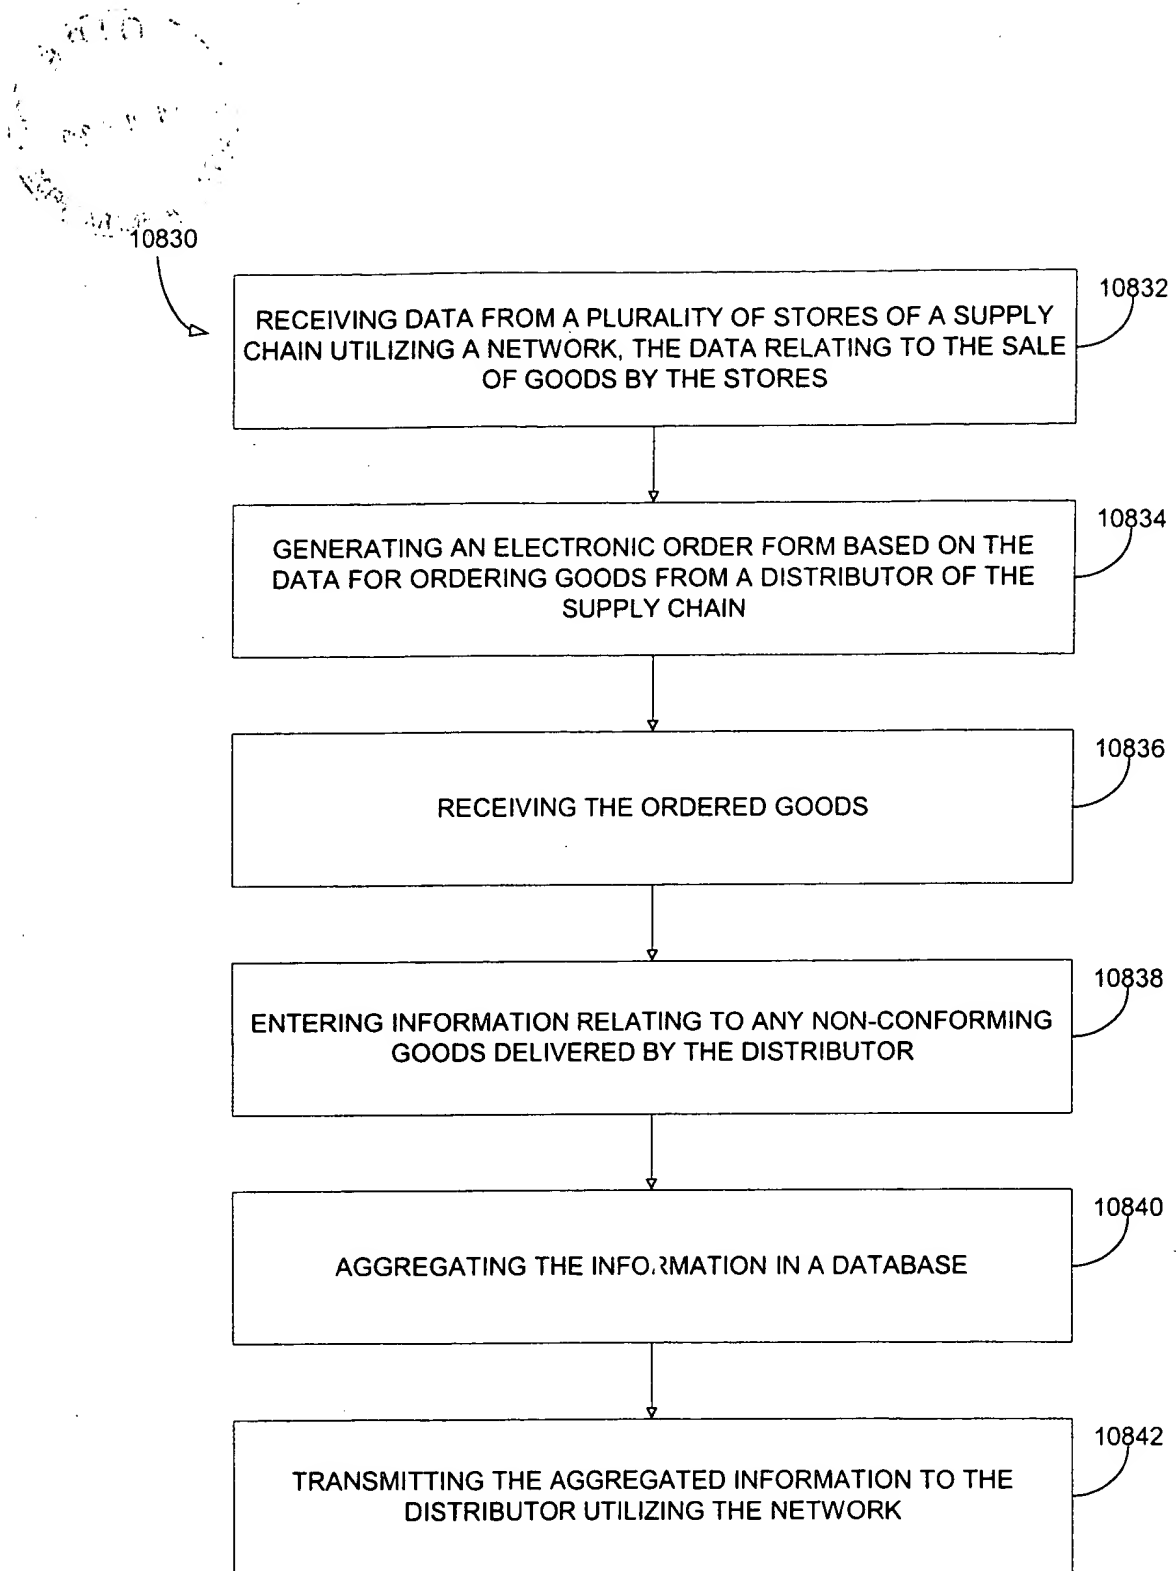 10830
10832
RECEIVING DATA FROM A PLURALITY OF STORES OF A SUPPLY
CHAIN UTILIZING A NETWORK, THE DATA RELATING TO THE SALE
OF GOODS BY THE STORES
10834
GENERATING AN ELECTRONIC ORDER FORM BASED ON THE
DATA FOR ORDERING GOODS FROM A DISTRIBUTOR OF THE
SUPPLY CHAIN
10836
RECEIVING THE ORDERED GOODS
10838
ENTERING INFORMATION RELATING TO ANY NON-CONFORMING
GOODS DELIVERED BY THE DISTRIBUTOR
10840
AGGREGATING THE INFORMATION IN A DATABASE
10842
TRANSMITTING THE AGGREGATED INFORMATION TO THE
DISTRIBUTOR UTILIZING THE NETWORK